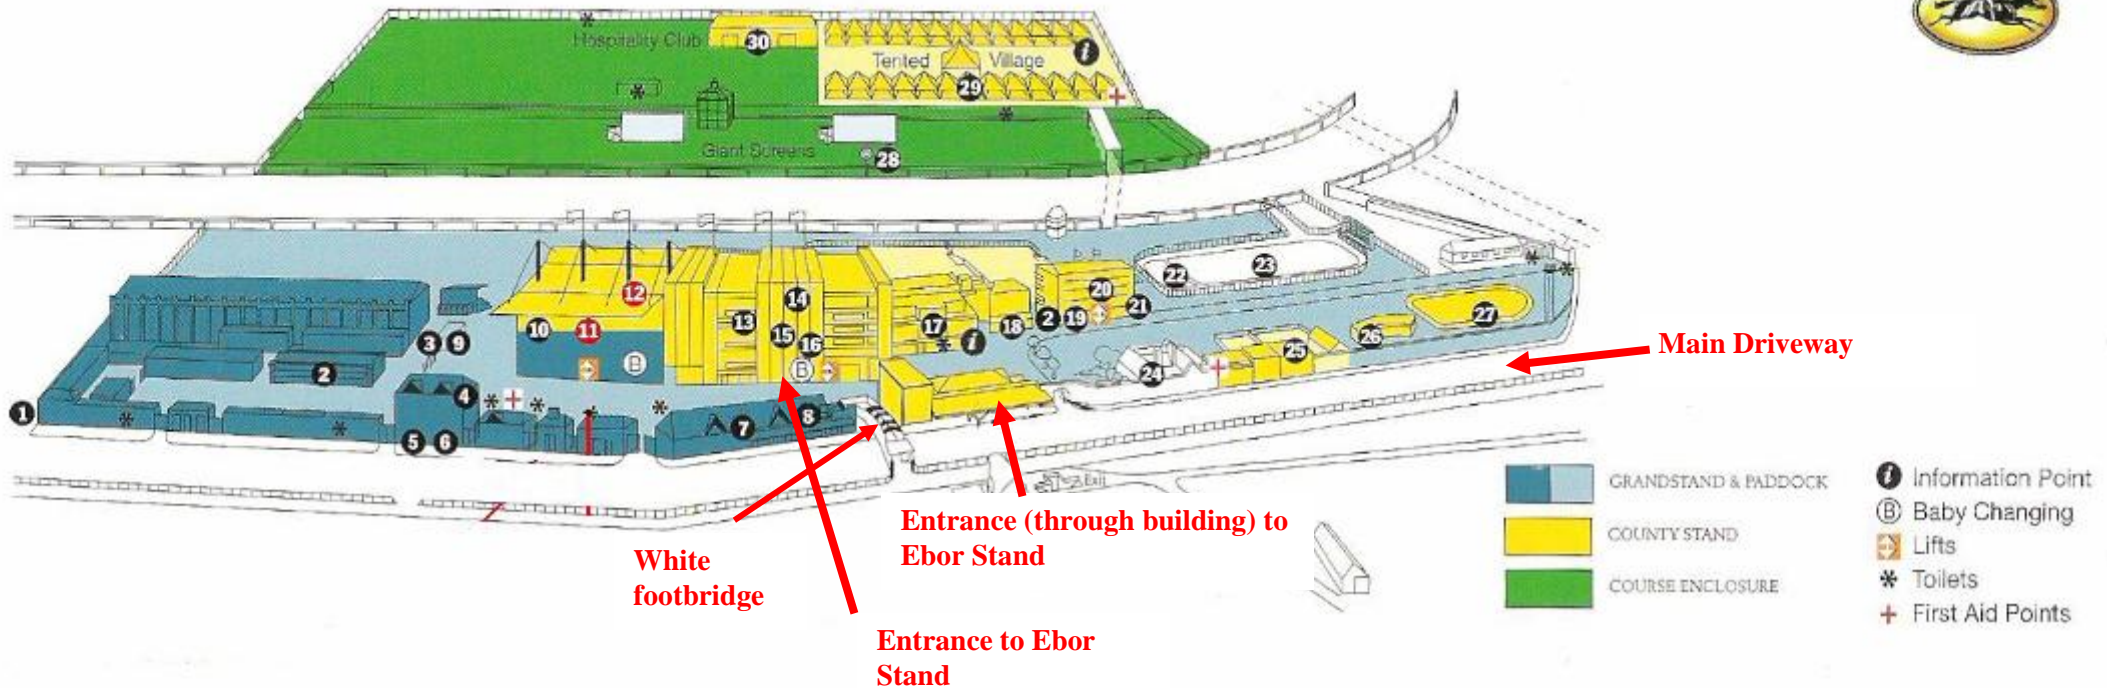 Hospitality Club
30
Tented Village
i
29
Giant Screens
28
12
14
22
23
20
10
11
13
15
16
17
18
i
2
19
21
27
26
3
9
25
2
B
B
24
Main Driveway
4
1
7
8
5
6
Exit
GRANDSTAND & PADDOCK
COUNTY STAND
COURSE ENCLOSURE
i Information Point
B Baby Changing
Lifts
Toilets
First Aid Points
Entrance (through building) to
Ebor Stand
White
footbridge
Entrance to Ebor
Stand